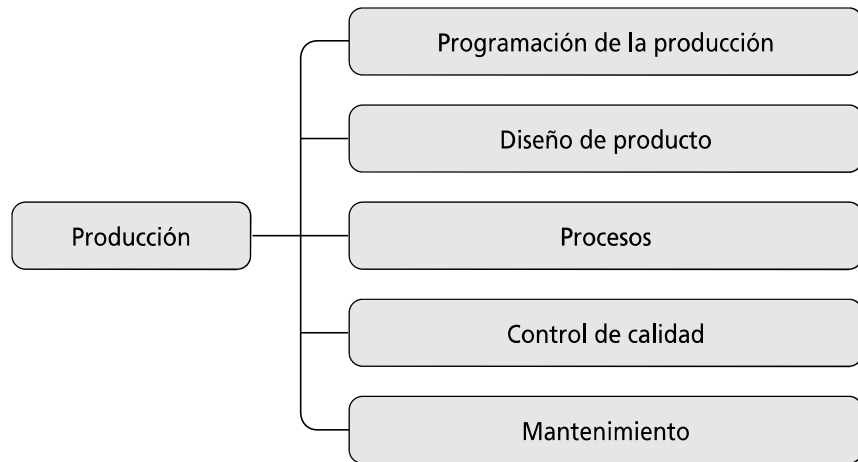 Programación de la producción
Diseño de producto
Producción
Procesos
Control de calidad
Mantenimiento